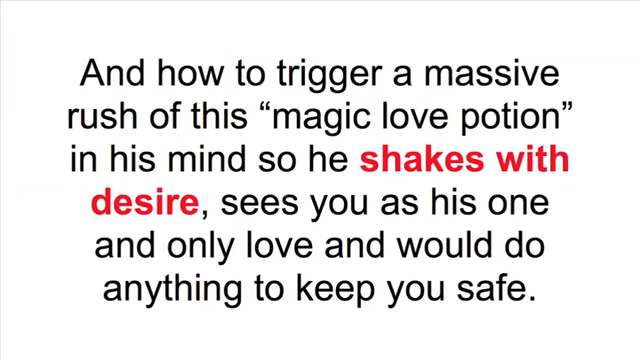 And how to trigger a massive
rush of this “magic love potion”
in his mind so he shakes with
desire, sees you as his one
and only love and would do
anything to keep you safe.